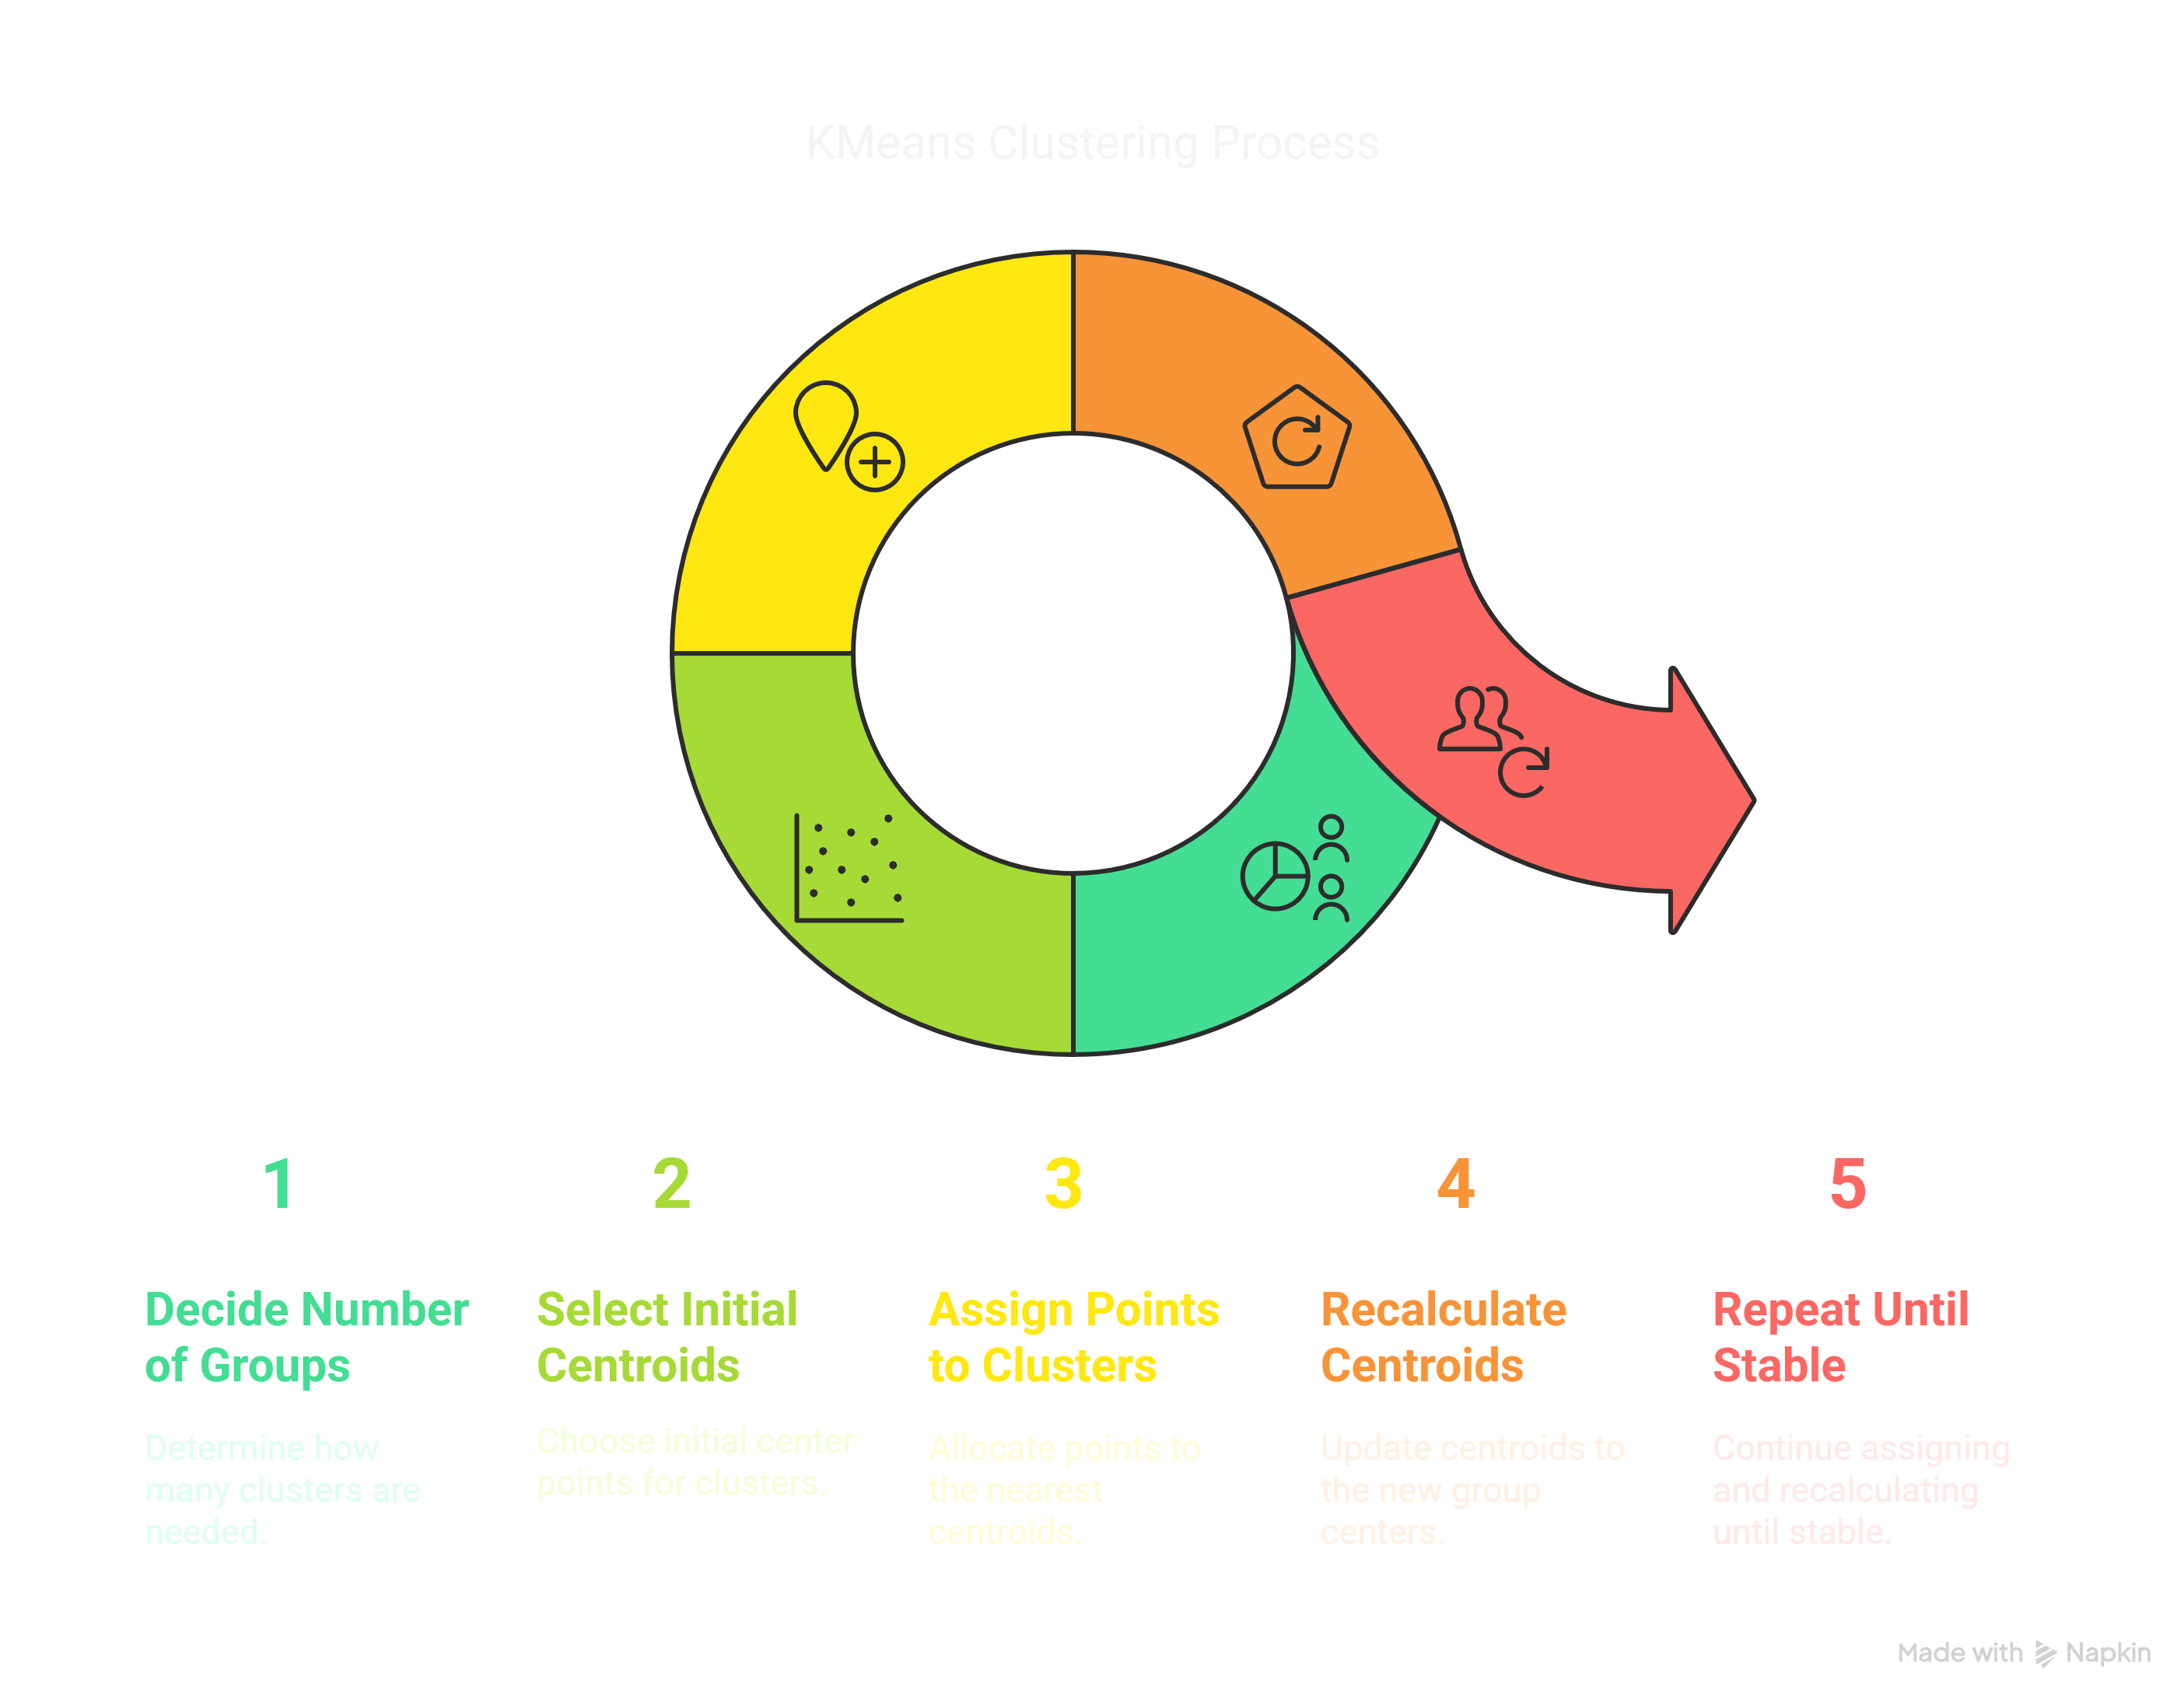 KMeans Clustering Process
1
Decide Number
of Groups
Determine how
many clusters are
needed.
2
Select Initial
Centroids
Choose initial center
points for clusters.
3
Assign Points
to Clusters
Allocate points to
the nearest
centroids.
4
Recalculate
Centroids
Update centroids to
the new group
centers.
5
Repeat Until
Stable
Continue assigning
and recalculating
until stable.
Made with Napkin